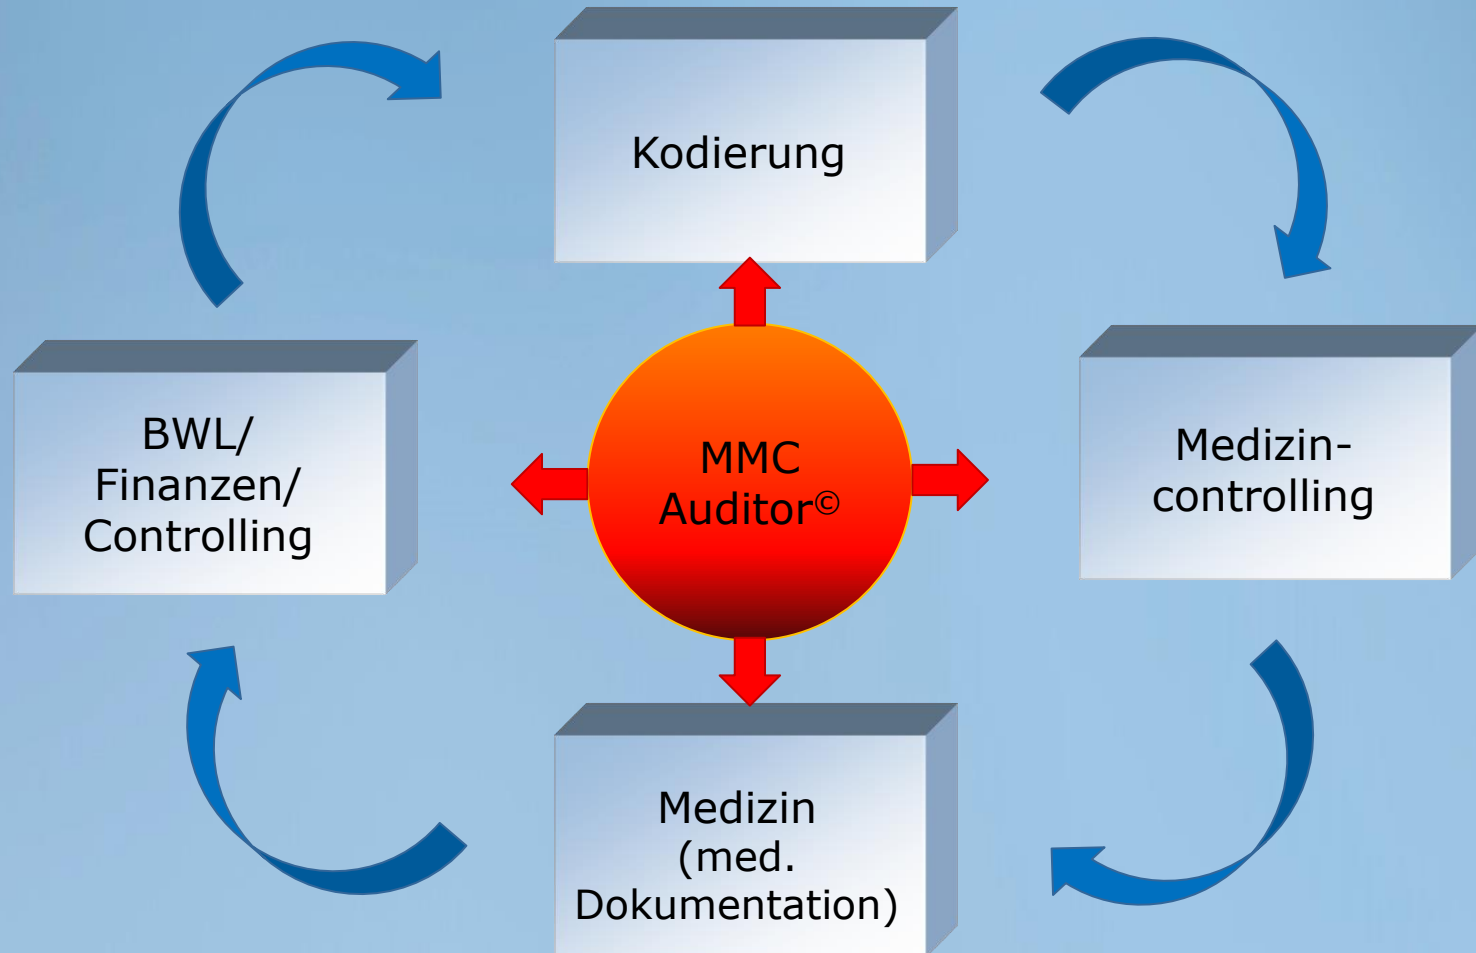 Kodierung
BWL/
Finanzen/
Controlling
MMC
Auditor©
Medizin-
controlling
Medizin
(med.
Dokumentation)